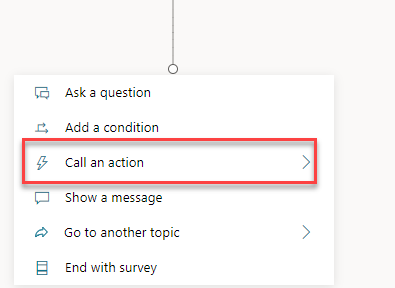 Ask a question
Add a condition
Call an action
Show a message
Go to another topic
End with survey